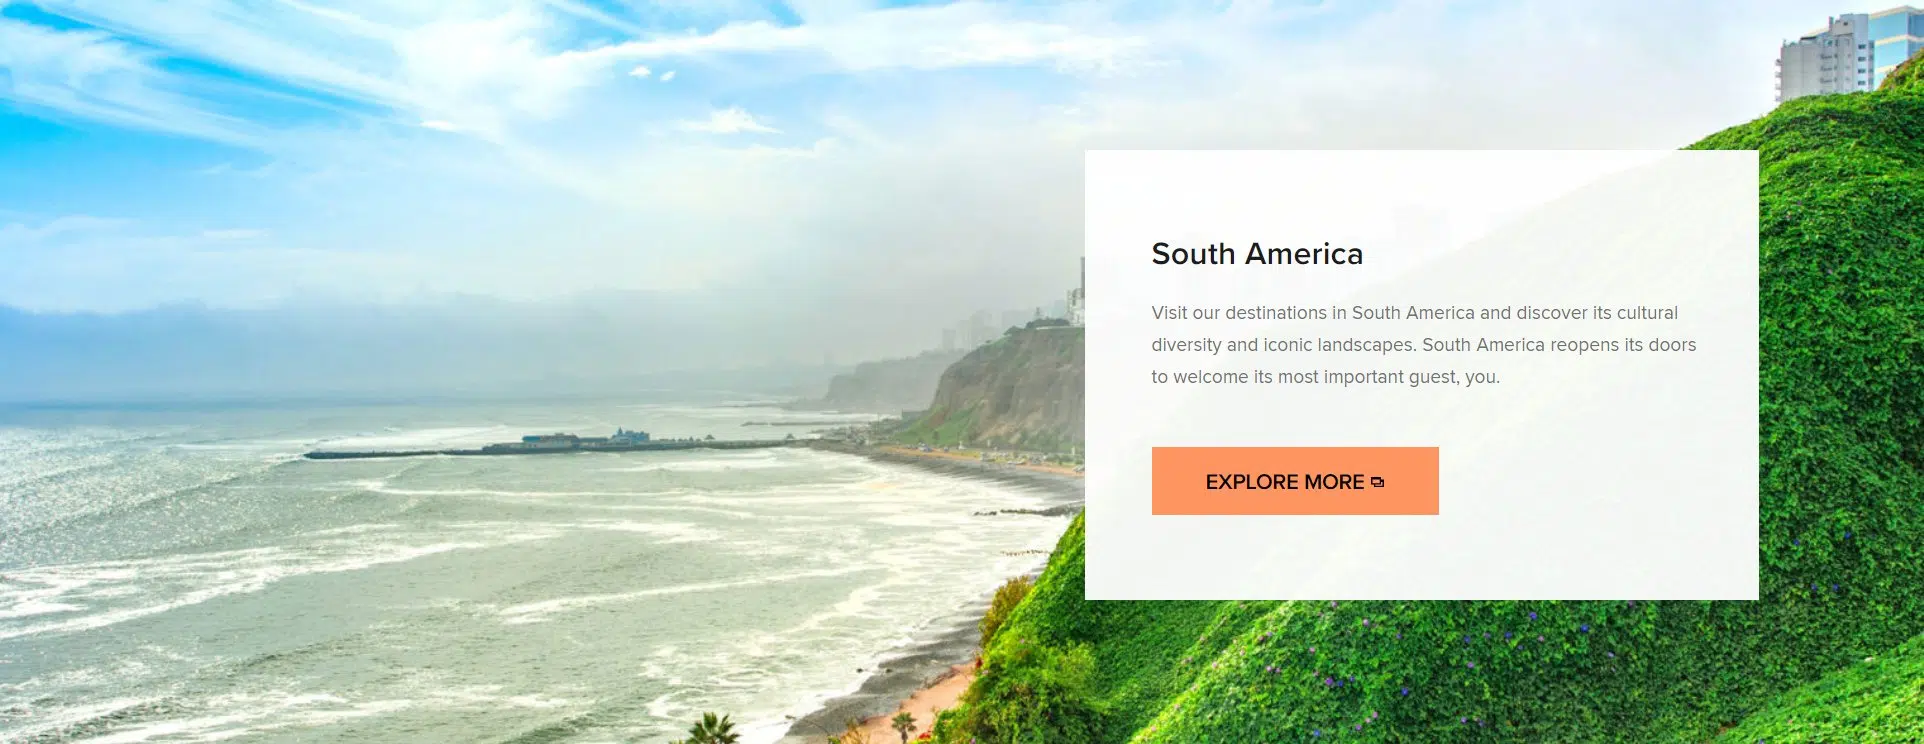 South America
Visit our destinations in South America and discover its cultural
diversity and iconic landscapes. South America reopens its doors
to welcome its most important guest, you.
EXPLORE MORE